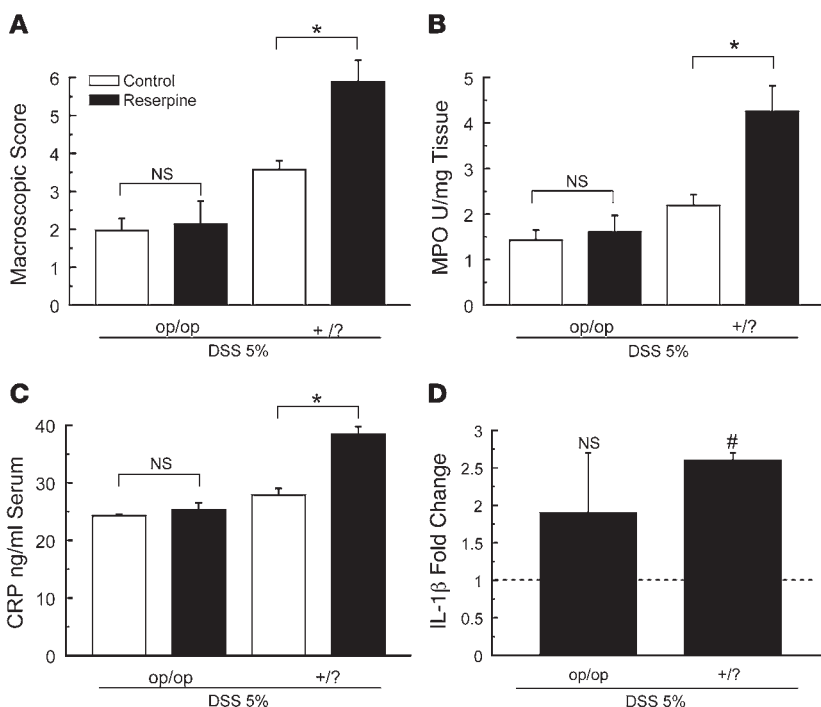 A
*
Macroscopic Score
6
5
4
3
2
1
0
Control
Reserpine
NS
op/op
+ /?
DSS 5%
B
*
MPO U/mg Tissue
5
4
3
2
1
0
NS
op/op
+/?
DSS 5%
C
*
CRP ng/ml Serum
40
30
20
10
0
NS
op/op
+/?
DSS 5%
D
IL-1β Fold Change
3
2.5
2
1.5
1
0.5
0
NS
#
op/op
+/?
DSS 5%